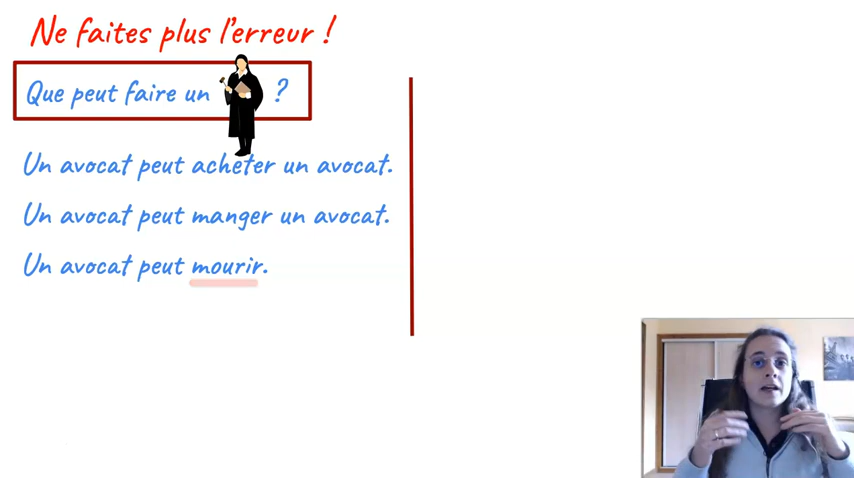 Ne faites plus l'erreur !
Que peut faire un ?
Un avocat peut acheter un avocat.
Un avocat peut manger un avocat.
Un avocat peut mourir.